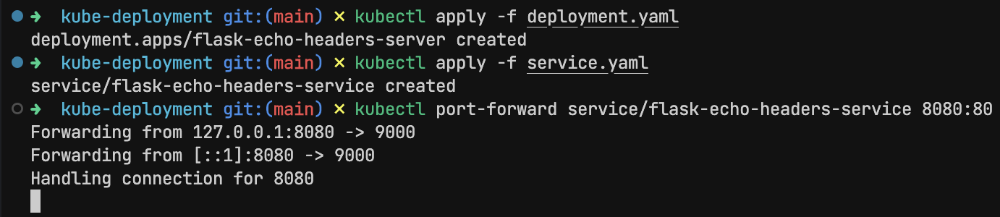 ➜ kube-deployment git:(main) ✗ kubectl apply -f deployment.yaml
deployment.apps/flask-echo-headers-server created
➜ kube-deployment git:(main) ✗ kubectl apply -f service.yaml
service/flask-echo-headers-service created
➜ kube-deployment git:(main) ✗ kubectl port-forward service/flask-echo-headers-service 8080:80
Forwarding from 127.0.0.1:8080 -> 9000
Forwarding from [::1]:8080 -> 9000
Handling connection for 8080